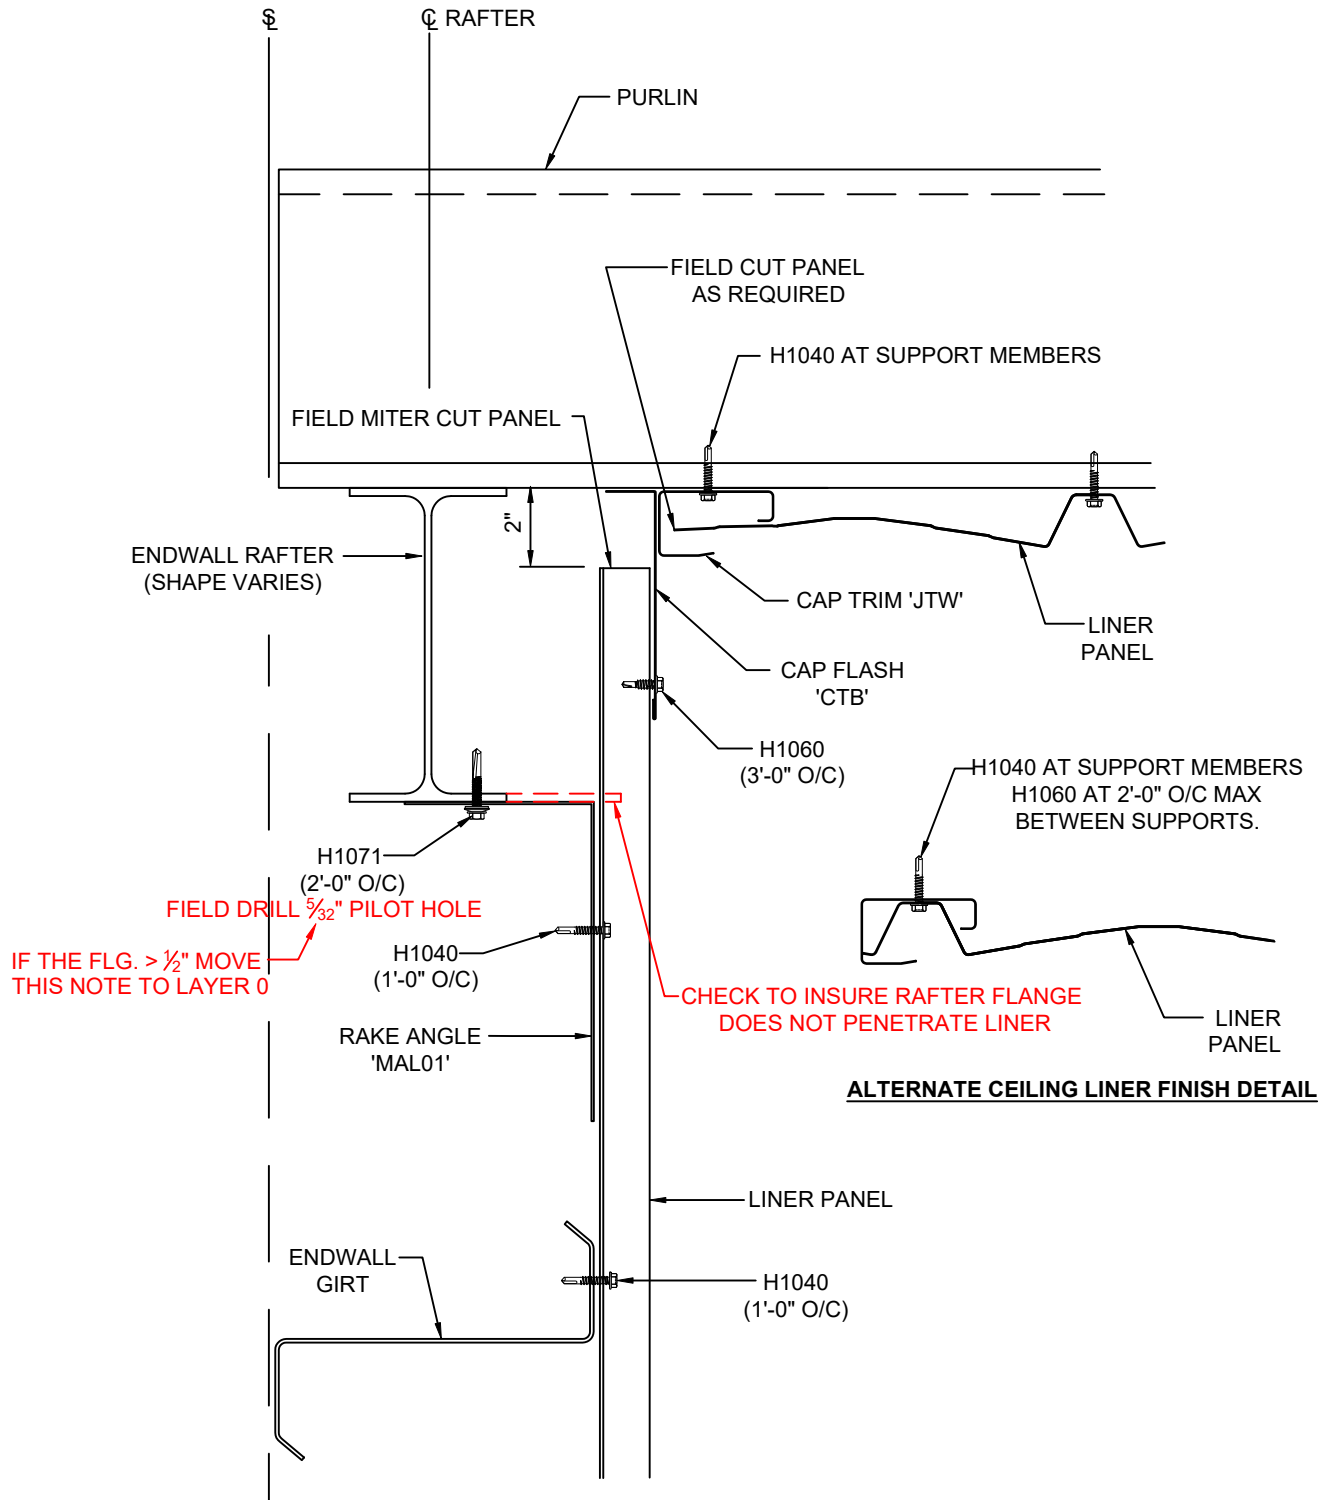 ℄ RAFTER
PURLIN
FIELD CUT PANEL
AS REQUIRED
H1040 AT SUPPORT MEMBERS
FIELD MITER CUT PANEL
2"
ENDWALL RAFTER
(SHAPE VARIES)
CAP TRIM 'JTW'
LINER
PANEL
CAP FLASH
'CTB'
H1060
(3'-0" O/C)
H1040 AT SUPPORT MEMBERS
H1060 AT 2'-0" O/C MAX
BETWEEN SUPPORTS.
H1071
(2'-0" O/C)
FIELD DRILL 5/32" PILOT HOLE
IF THE FLG. > 1/2" MOVE
THIS NOTE TO LAYER 0
H1040
(1'-0" O/C)
CHECK TO INSURE RAFTER FLANGE
DOES NOT PENETRATE LINER
RAKE ANGLE
'MAL01'
LINER
PANEL
ALTERNATE CEILING LINER FINISH DETAIL
LINER PANEL
ENDWALL
GIRT
H1040
(1'-0" O/C)